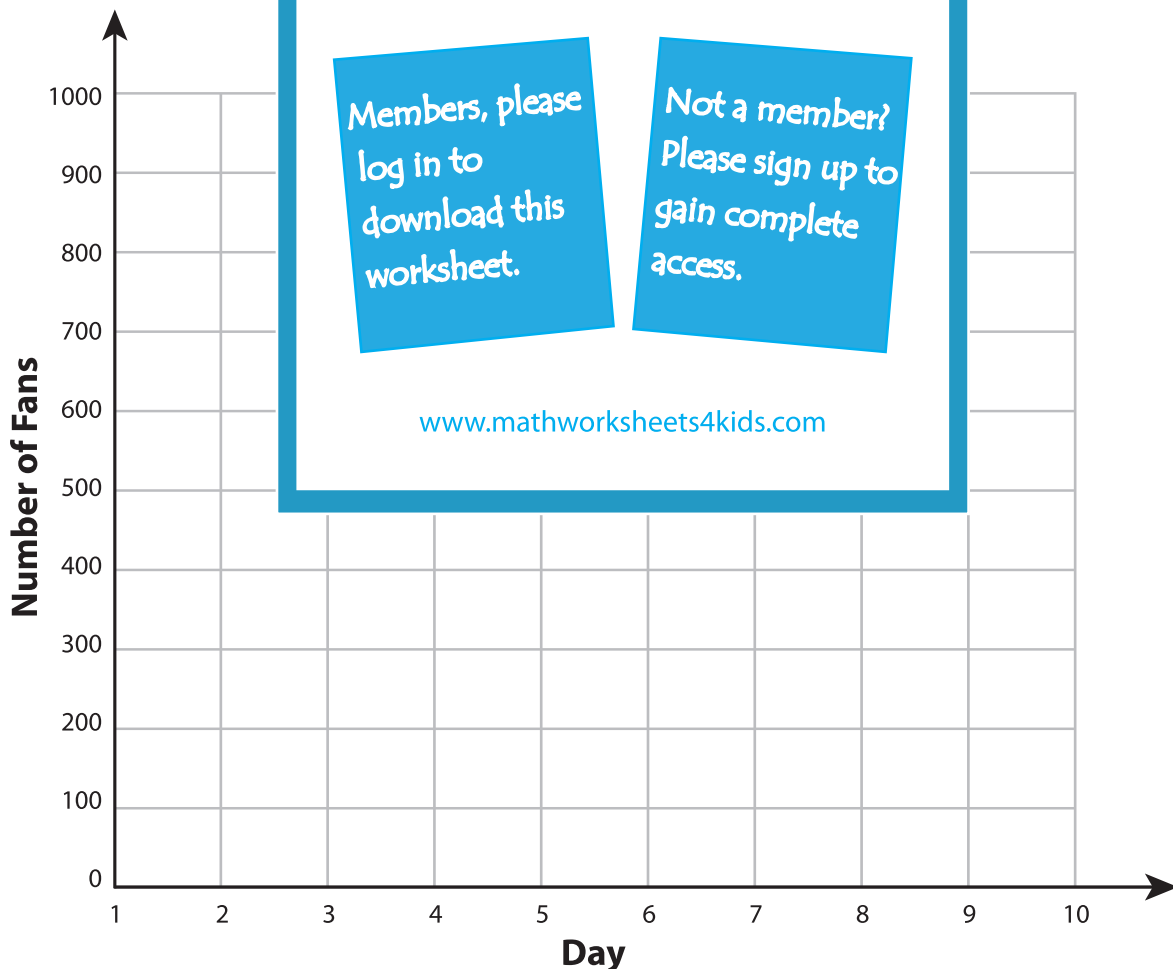 Members, please
log in to
download this
worksheet.
Not a member?
Please sign up to
gain complete
access.
www.mathworksheets4kids.com
Number of Fans
1000
900
800
700
600
500
400
300
200
100
0
1 2 3 4 5 6 7 8 9 10
Day